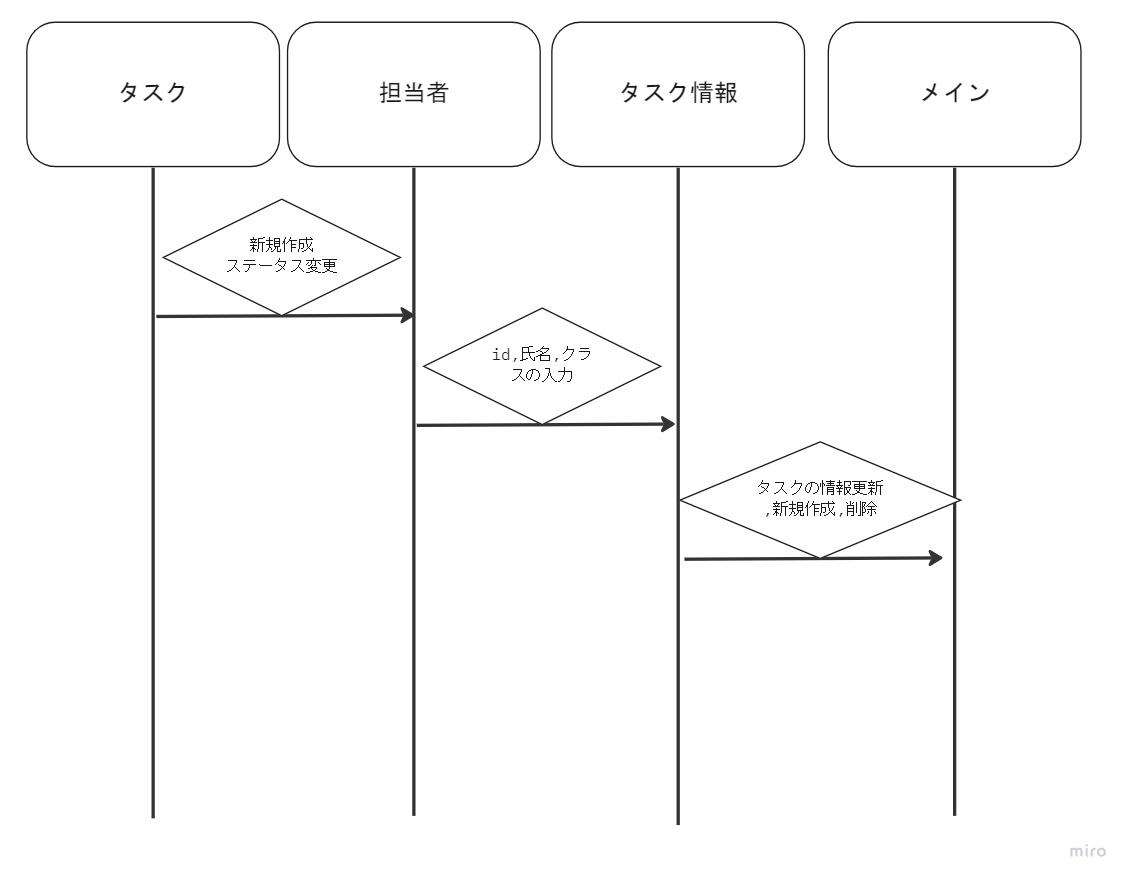 タスク
担当者
タスク情報
メイン
新規作成
ステータス変更
id,氏名,クラ
スの入力
タスクの情報更新
,新規作成,削除
miro